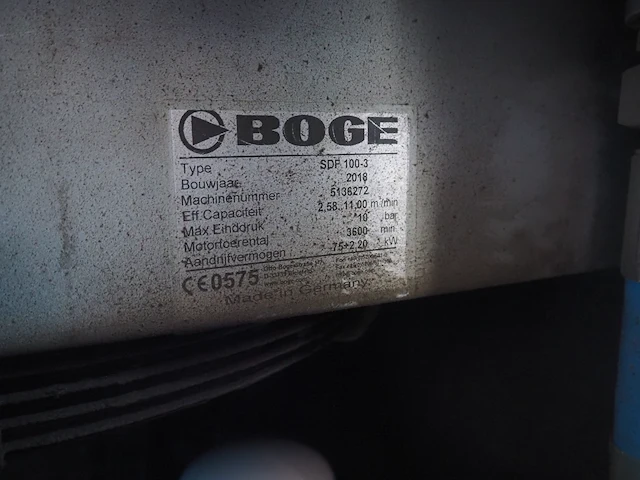 BOGE
Type SDF 100-3
Bouwjaar 2018
Machinenummer 5136272
Eff.Capaciteit 2,58..11,00 m³/min
Max.Einddruk 10 bar
Motortoerental 3600 min
Aandrijfvermogen 75+2,20 kW
CE0575
Made in Germany